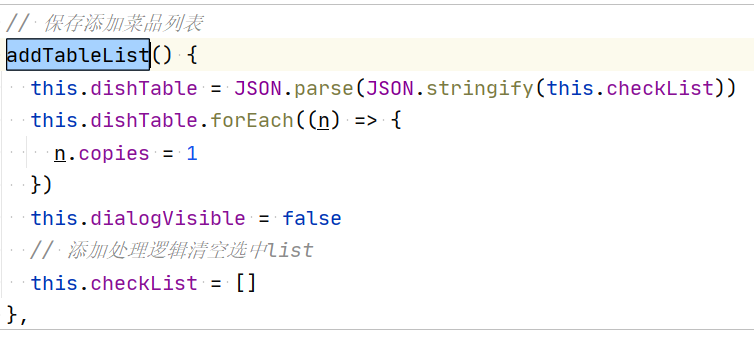 // 保存添加菜品列表
addTableList() {
  this.dishTable = JSON.parse(JSON.stringify(this.checkList))
  this.dishTable.forEach((n) => {
    n.copies = 1
  })
  this.dialogVisible = false
  // 添加处理逻辑清空选中list
  this.checkList = []
},